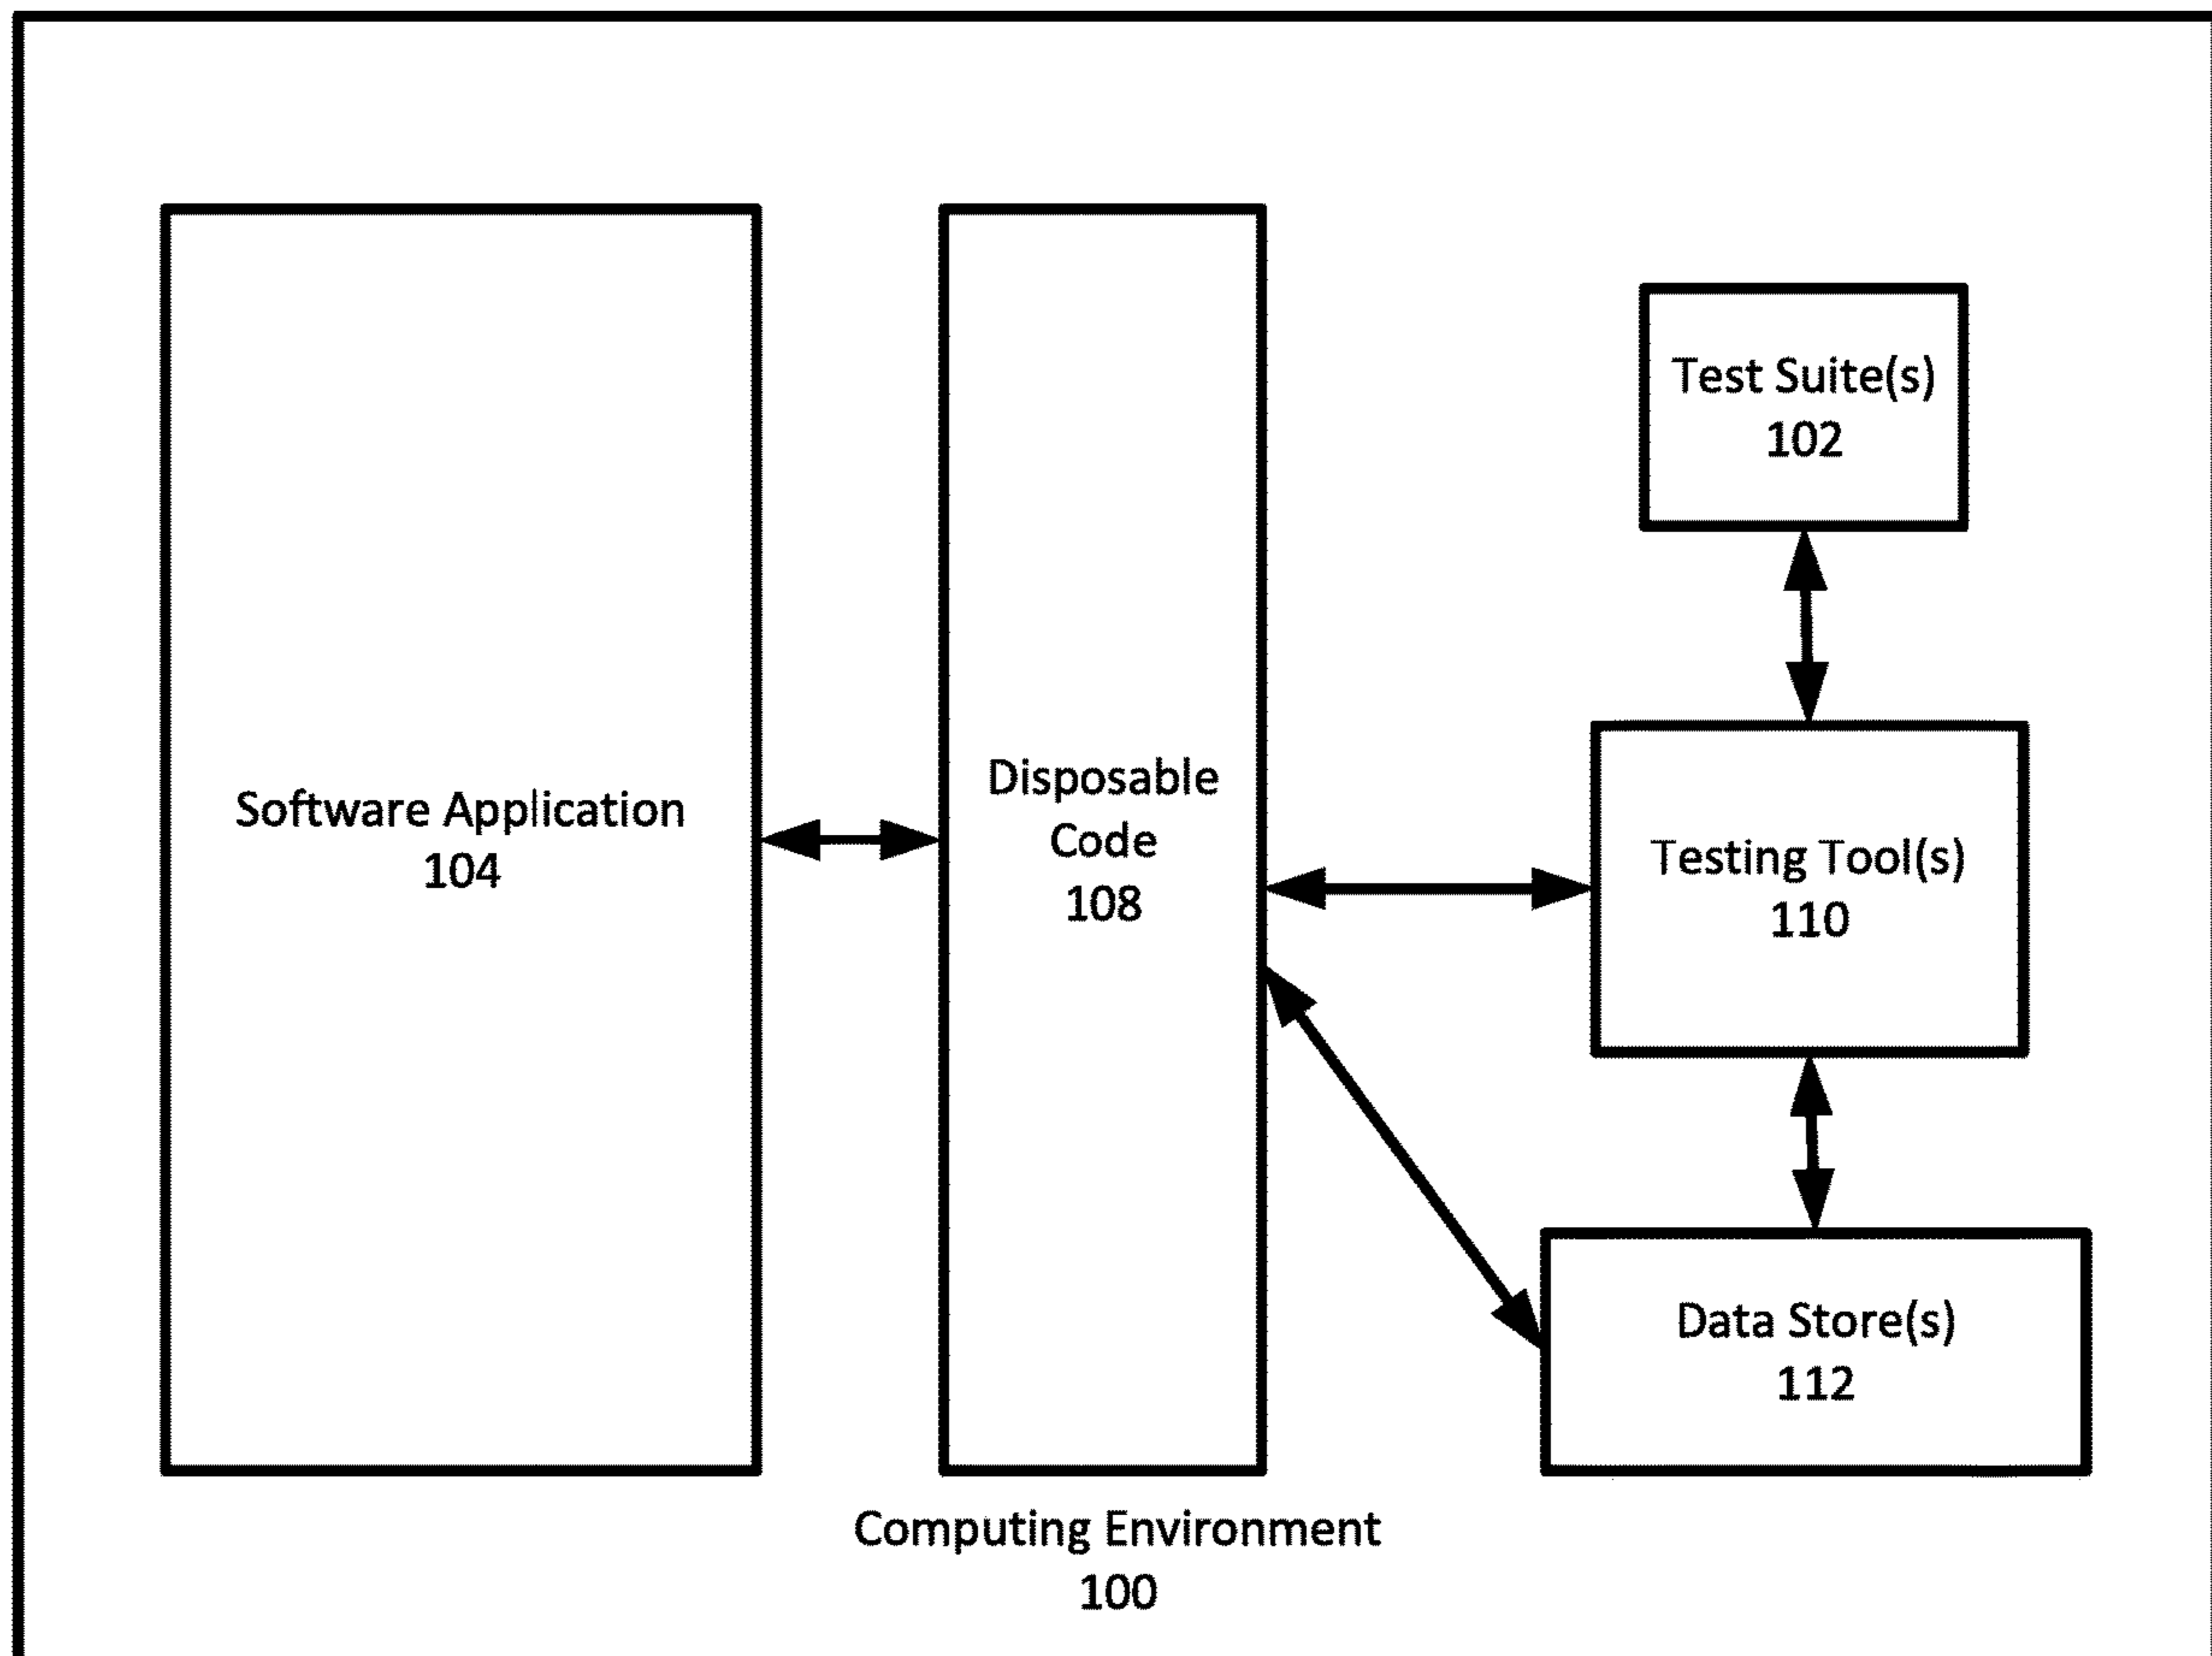 Software Application
104
Disposable
Code
108
Test Suite(s)
102
Testing Tool(s)
110
Data Store(s)
112
Computing Environment
100